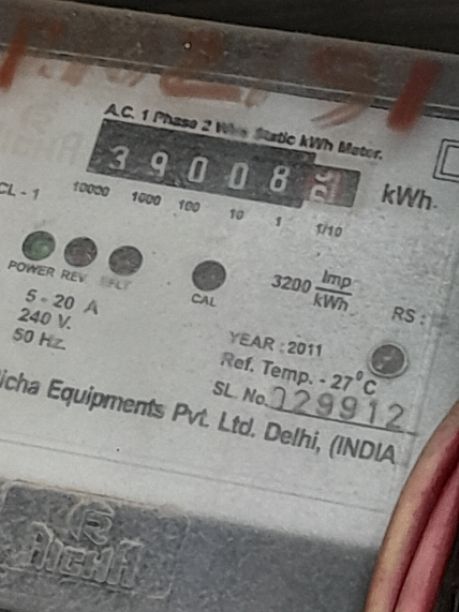 A.C. 1 Phase 2 Wire Static kWh Meter.
39008 kWh
CL - 1 10000 1000 100 10 1 1/10
POWER REV CAL 3200 Imp/kWh
5 - 20 A
240 V.
50 Hz.
RS :
YEAR : 2011
Ref. Temp. - 27°C
SL. No. 029912
Equipments Pvt. Ltd. Delhi, (INDIA
RICHA